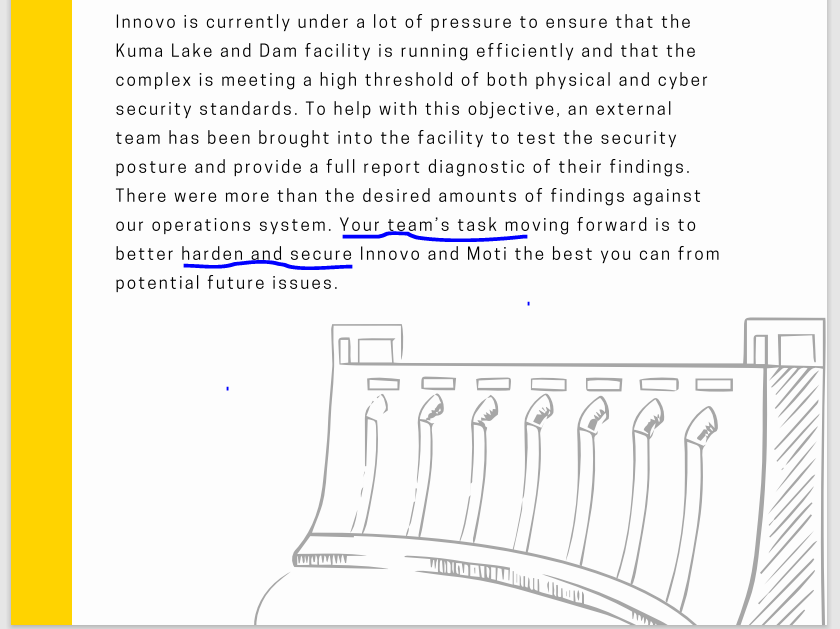 Innovo is currently under a lot of pressure to ensure that the
Kuma Lake and Dam facility is running efficiently and that the
complex is meeting a high threshold of both physical and cyber
security standards. To help with this objective, an external
team has been brought into the facility to test the security
posture and provide a full report diagnostic of their findings.
There were more than the desired amounts of findings against
our operations system. Your team's task moving forward is to
better harden and secure Innovo and Moti the best you can from
potential future issues.